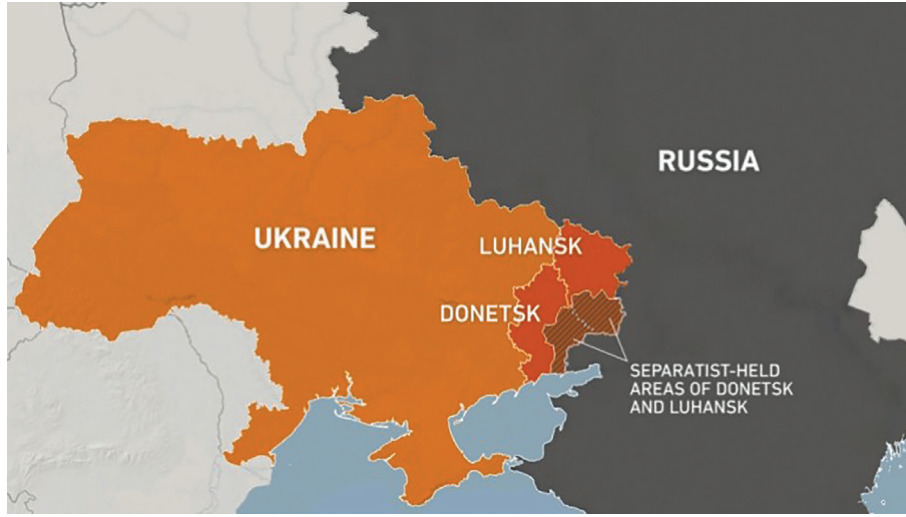 RUSSIA
UKRAINE
LUHANSK
DONETSK
SEPARATIST-HELD
AREAS OF DONETSK
AND LUHANSK